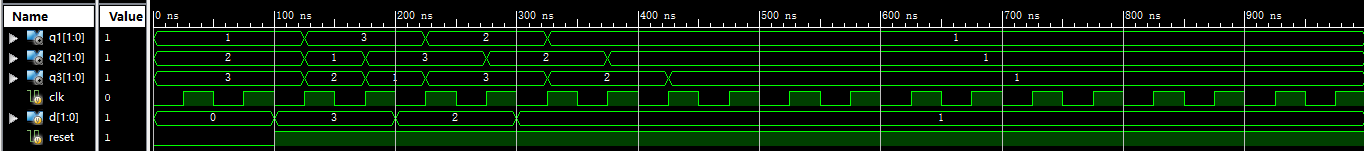 Name Value 0 ns 100 ns 200 ns 300 ns 400 ns 500 ns 600 ns 700 ns 800 ns 900 ns
q1[1:0] 1 1 3 2 1
q2[1:0] 1 2 1 3 2 1
q3[1:0] 1 3 2 1 3 2 1
clk 0
d[1:0] 1 0 3 2 1
reset 1